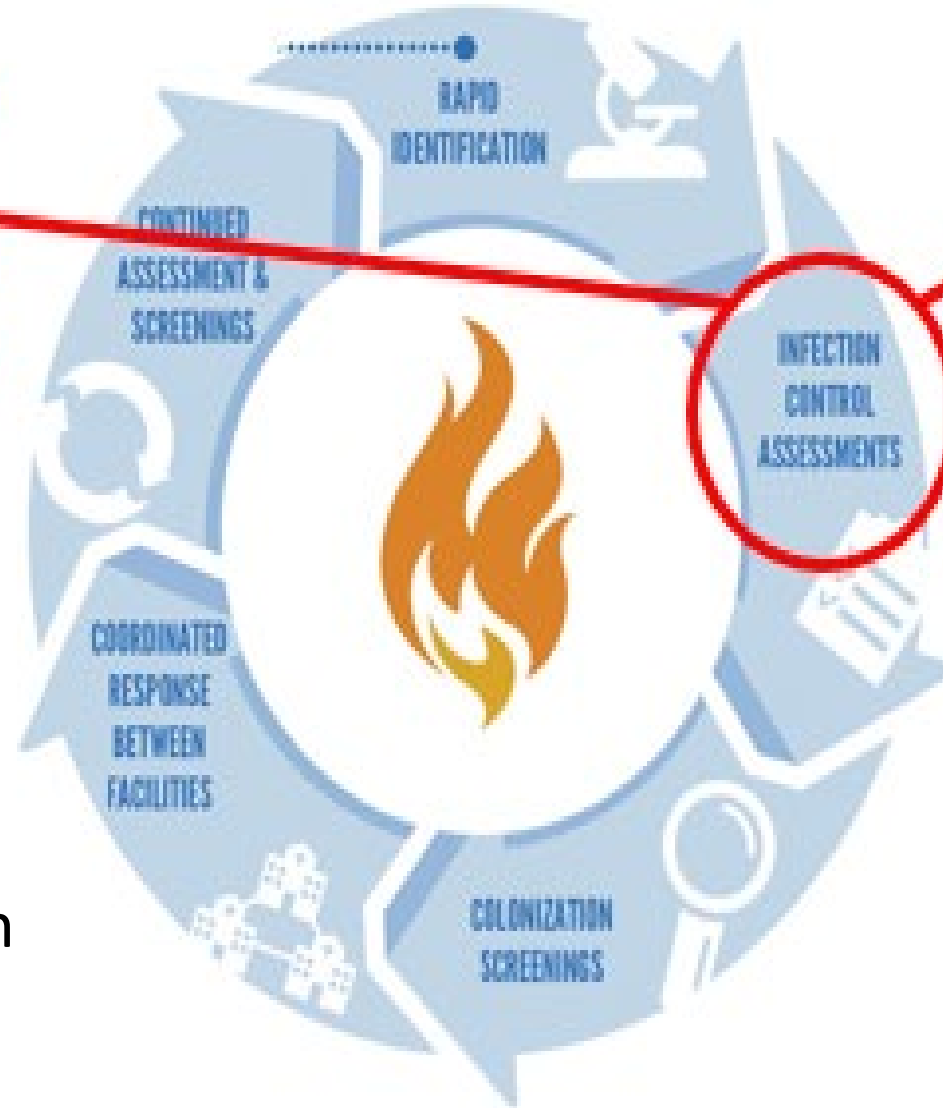 RAPID
IDENTIFICATION
CONTINUED
ASSESSMENT &
SCREENINGS
INFECTION
CONTROL
ASSESSMENTS
COORDINATED
RESPONSE
BETWEEN
FACILITIES
COLONIZATION
SCREENINGS
n